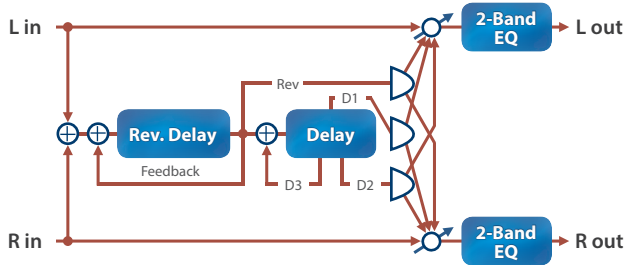 L in
2-Band
EQ
L out
Rev
D1
Rev. Delay
Delay
Feedback
D3
D2
R in
2-Band
EQ
R out